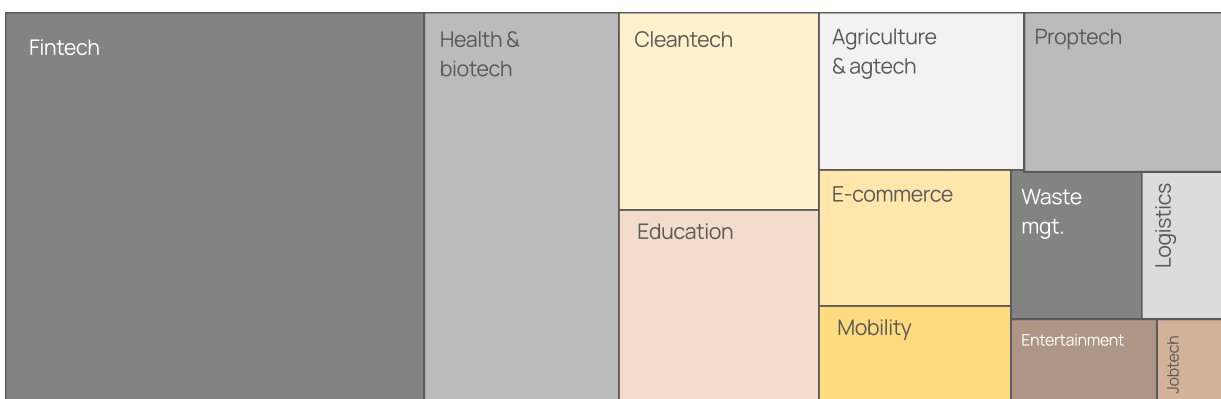 Fintech
Health &
biotech
Cleantech
Agriculture
& agtech
Proptech
Education
E-commerce
Waste
mgt.
Logistics
Mobility
Entertainment
Jobtech